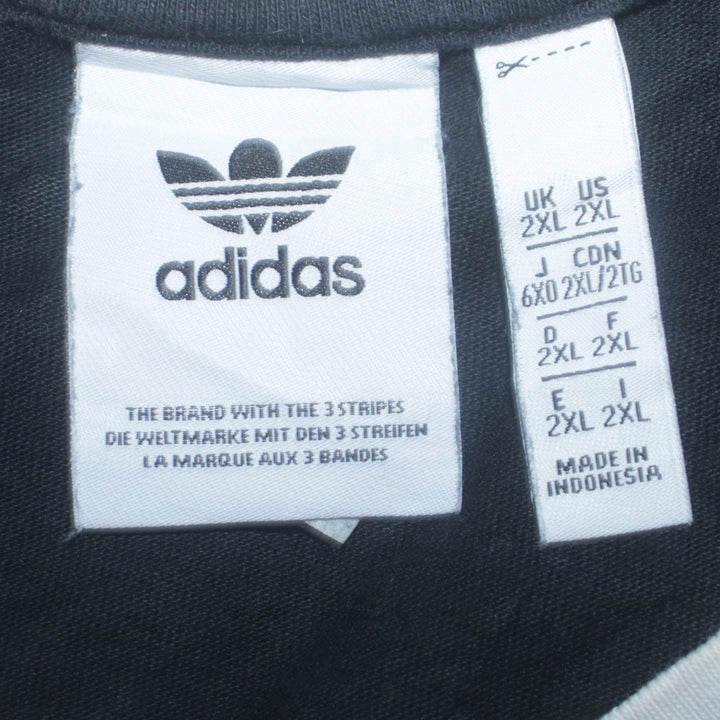 adidas
THE BRAND WITH THE 3 STRIPES
DIE WELTMARKE MIT DEN 3 STREIFEN
LA MARQUE AUX 3 BANDES
UK US
2XL 2XL
J CDN
6XO 2XL/2TG
D F
2XL 2XL
E I
2XL 2XL
MADE IN
INDONESIA